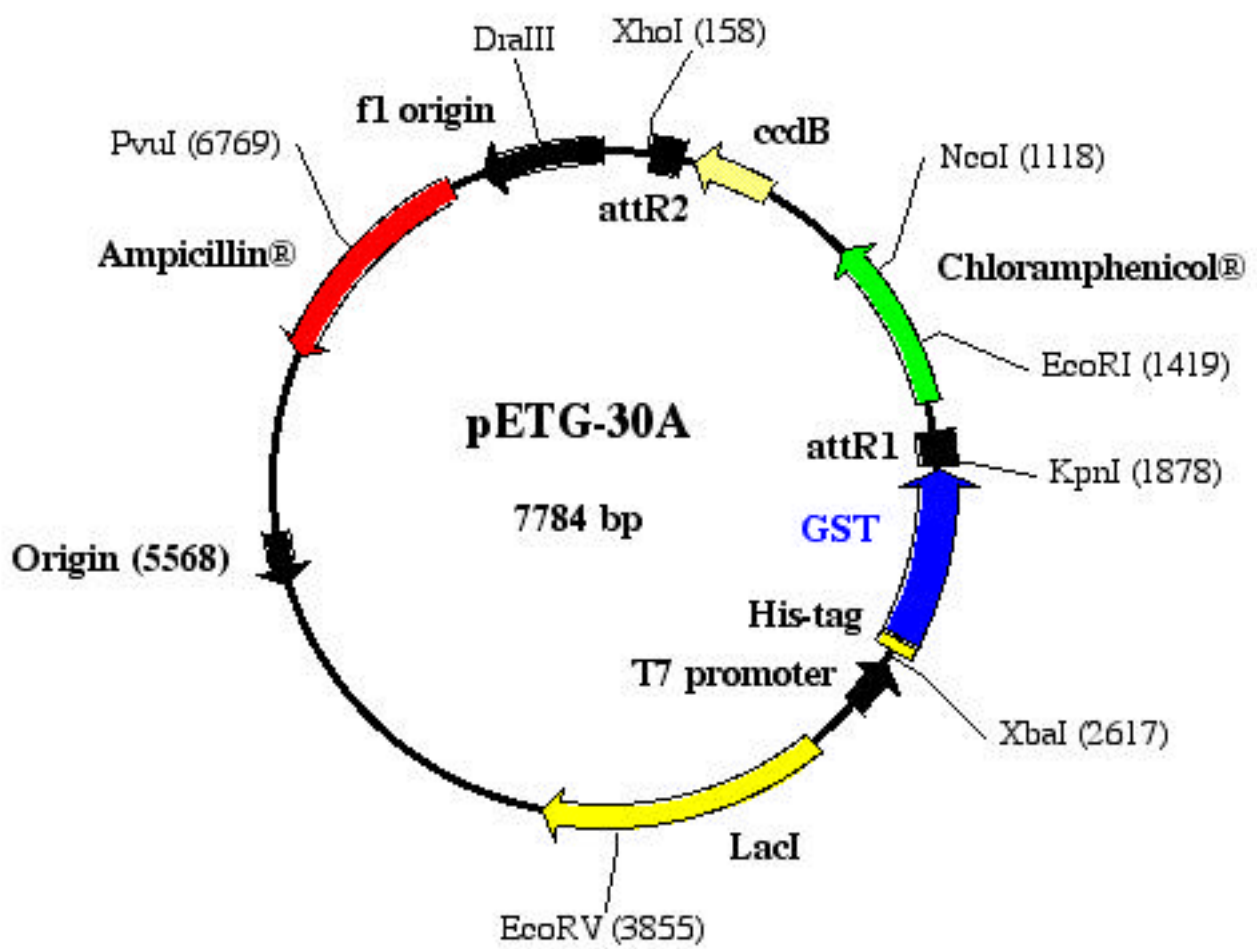 DraIII
XhoI (158)
f1 origin
ccdB
PvuI (6769)
NcoI (1118)
attR2
Ampicillin®
Chloramphenicol®
EcoRI (1419)
pETG-30A
attR1
KpnI (1878)
7784 bp
GST
Origin (5568)
His-tag
T7 promoter
XbaI (2617)
LacI
EcoRV (3855)